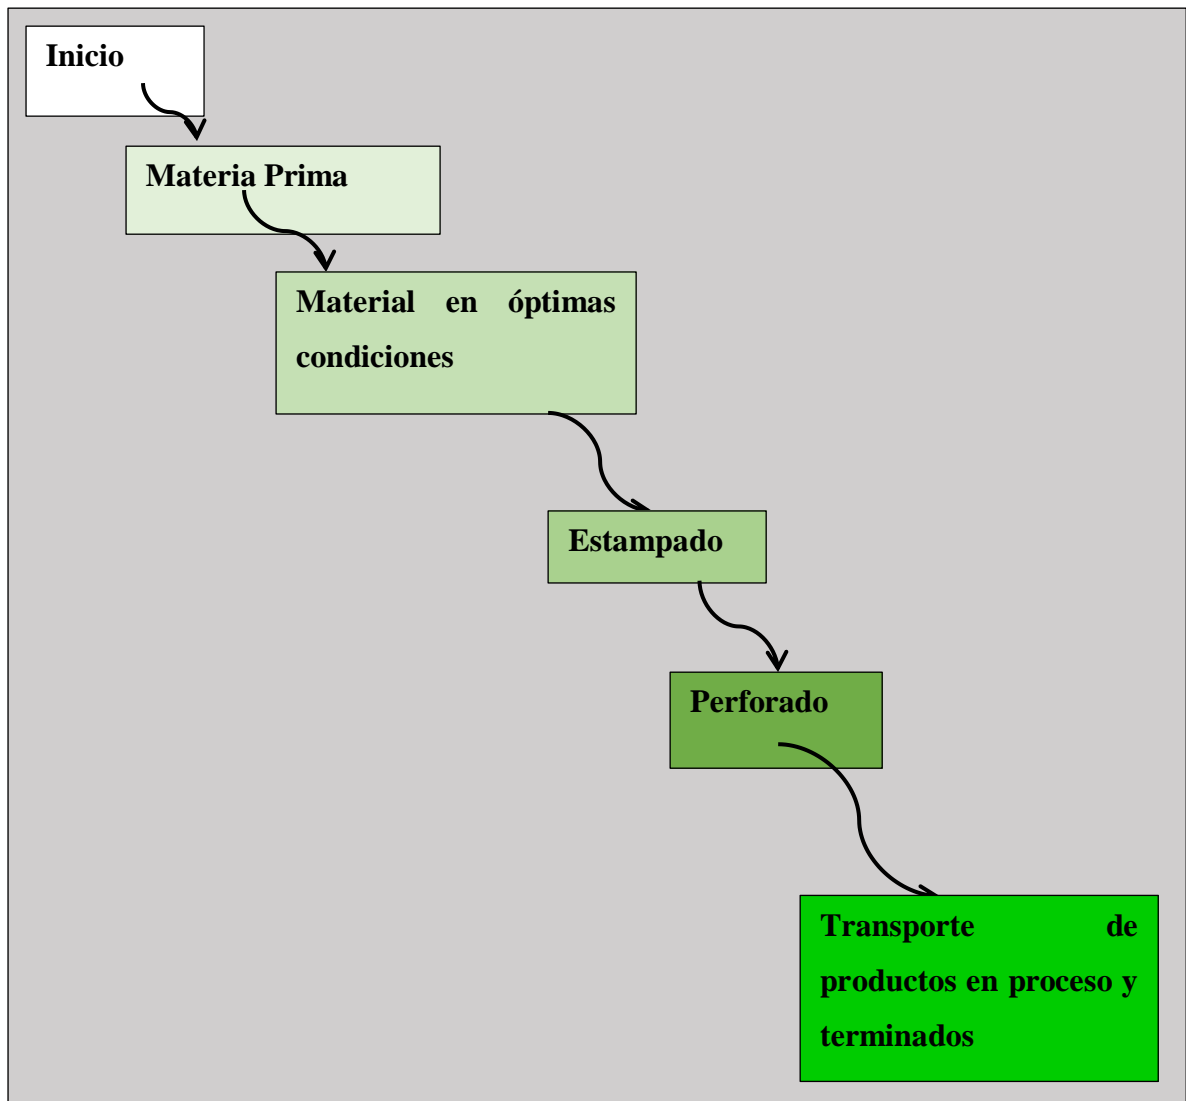 Inicio
Materia Prima
Material en óptimas
condiciones
Estampado
Perforado
Transporte de
productos en proceso y
terminados